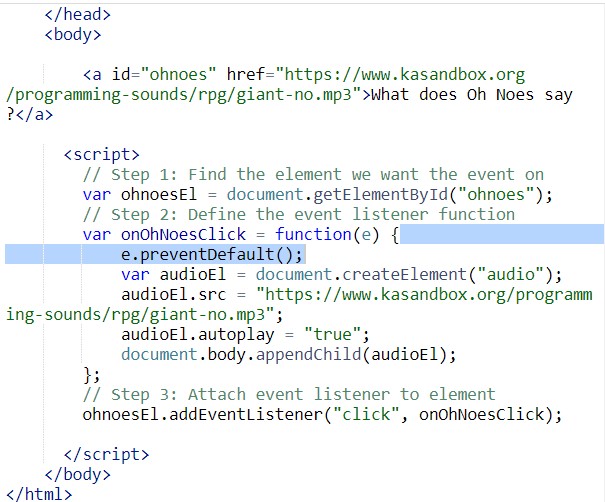 </head>
<body>
<a id="ohnoes" href="https://www.kasandbox.org
/programming-sounds/rpg/giant-no.mp3">What does Oh Noes say
?</a>
<script>
// Step 1: Find the element we want the event on
var ohnoesEl = document.getElementById("ohnoes");
// Step 2: Define the event listener function
var onOhNoesClick = function(e) {
e.preventDefault();
var audioEl = document.createElement("audio");
audioEl.src = "https://www.kasandbox.org/programm
ing-sounds/rpg/giant-no.mp3";
audioEl.autoplay = "true";
document.body.appendChild(audioEl);
};
// Step 3: Attach event listener to element
ohnoesEl.addEventListener("click", onOhNoesClick);
</script>
</body>
</html>